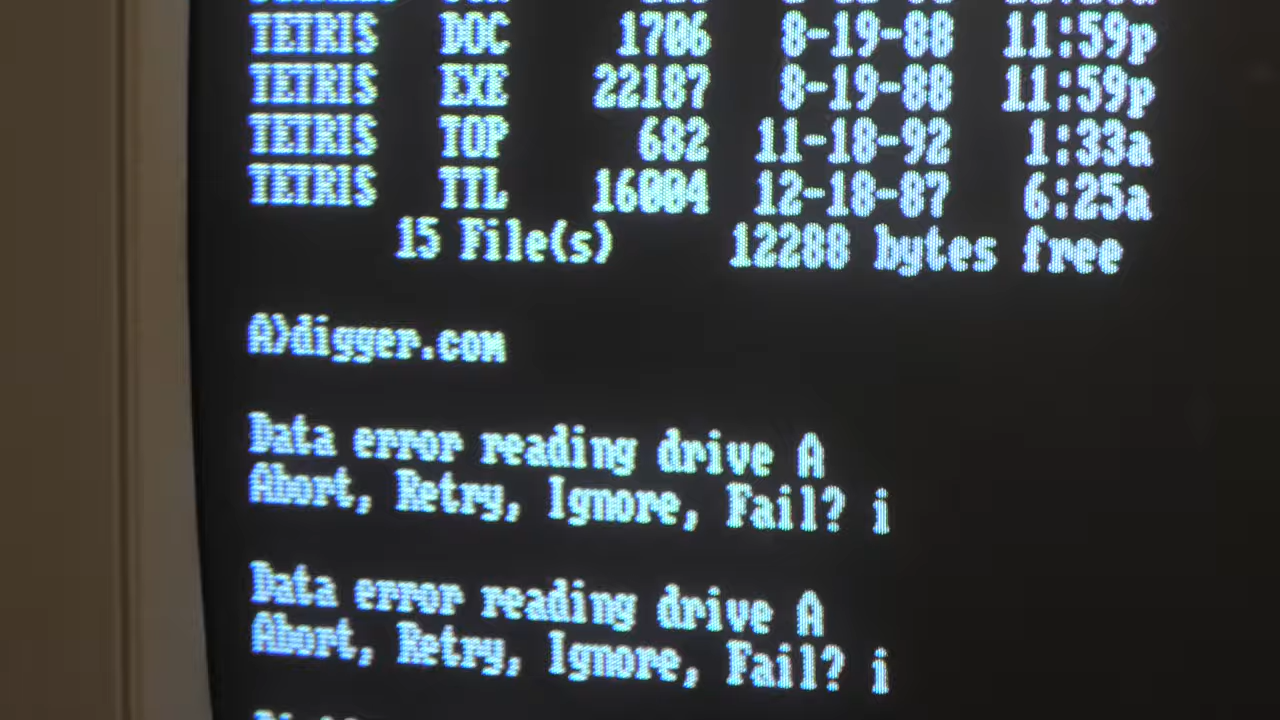 TETRIS DOC 1706 8-19-88 11:59p
TETRIS EXE 22187 8-19-88 11:59p
TETRIS TOP 682 11-18-92 1:33a
TETRIS TTL 16004 12-18-87 6:25a
15 File(s) 12288 bytes free
A>digger.com
Data error reading drive A
Abort, Retry, Ignore, Fail? i
Data error reading drive A
Abort, Retry, Ignore, Fail? i